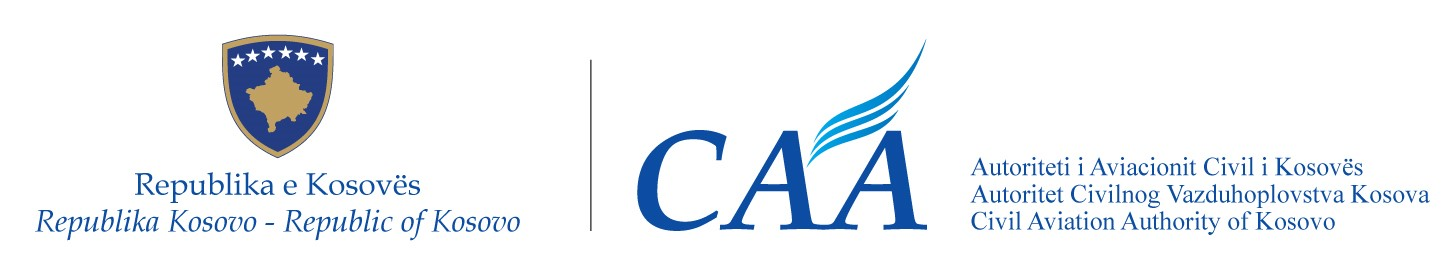 Republika e Kosovës
Republika Kosovo - Republic of Kosovo
CAA
Autoriteti i Aviacionit Civil i Kosovës
Autoritet Civilnog Vazduhoplovstva Kosova
Civil Aviation Authority of Kosovo